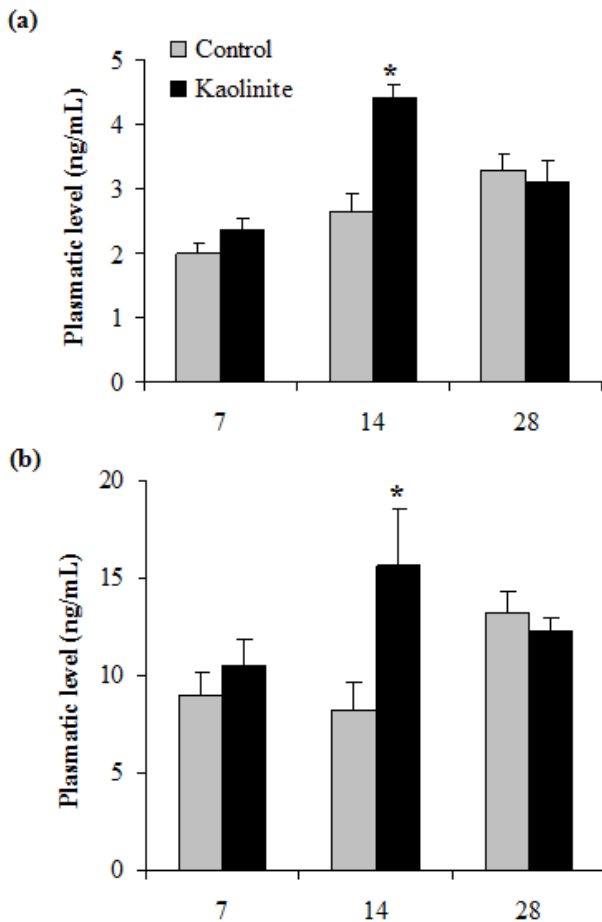 (a)
Control
Kaolinite
Plasmatic level (ng/mL)
5
4
3
2
1
0
*
7 14 28
(b)
Plasmatic level (ng/mL)
20
15
10
5
0
*
7 14 28